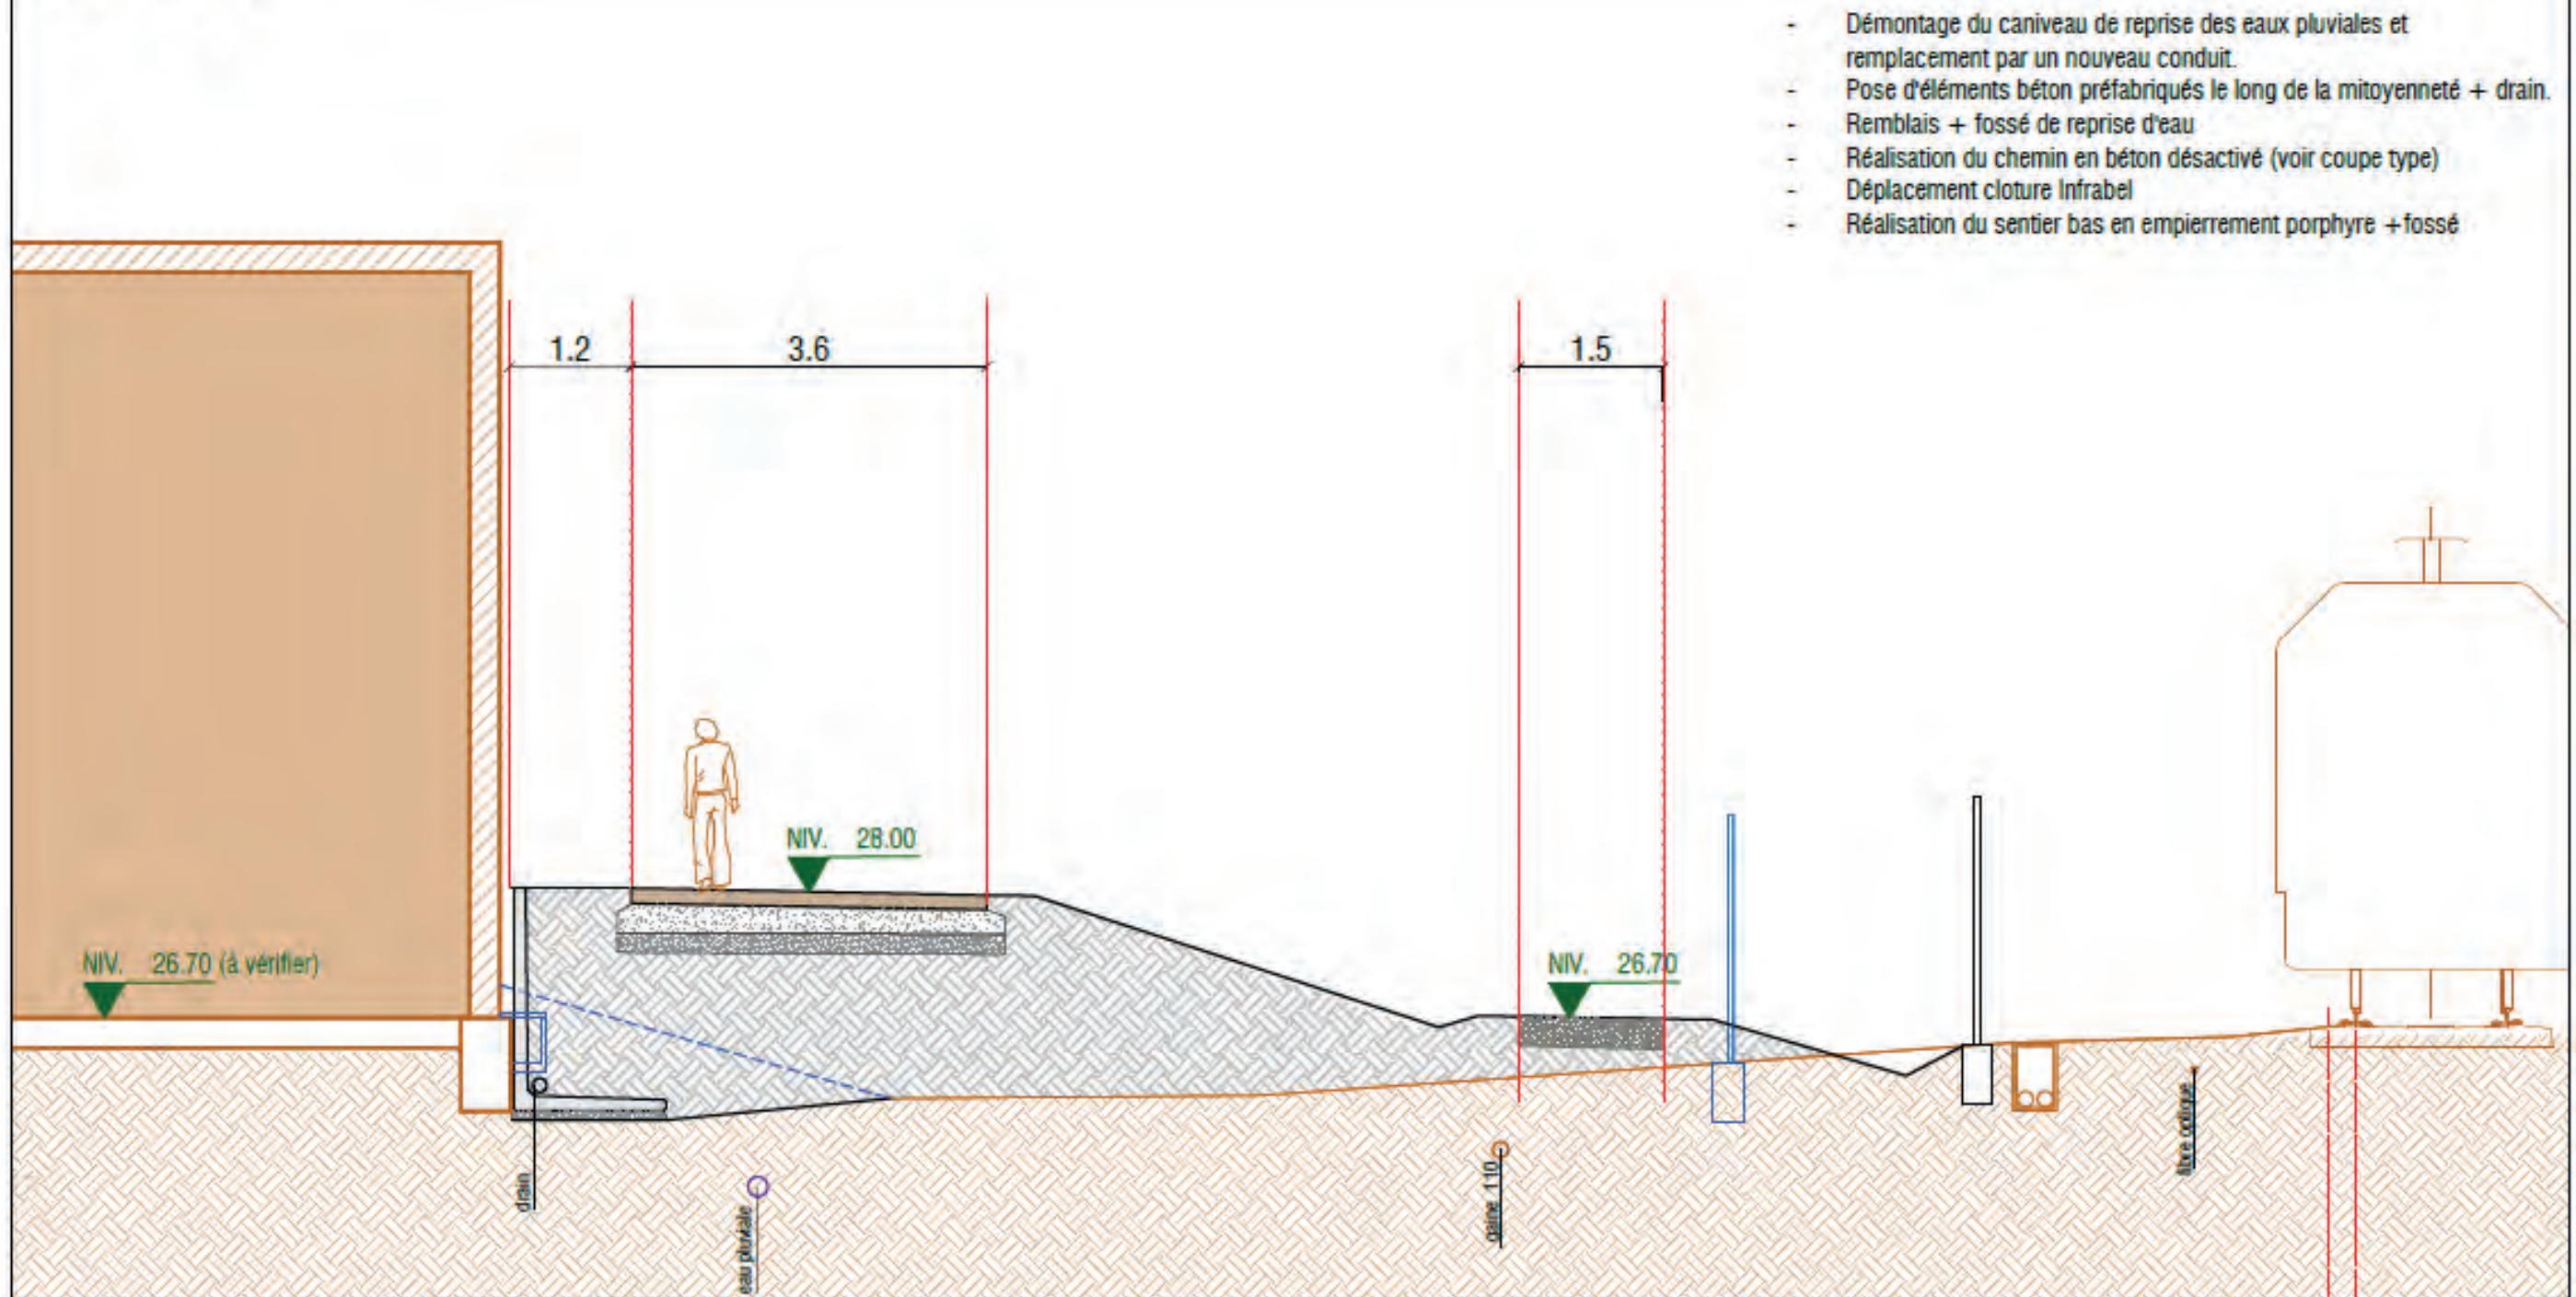 - Démontage du caniveau de reprise des eaux pluviales et
remplacement par un nouveau conduit.
- Pose d'éléments béton préfabriqués le long de la mitoyenneté + drain.
- Remblais + fossé de reprise d'eau
- Réalisation du chemin en béton désactivé (voir coupe type)
- Déplacement cloture Infrabel
- Réalisation du sentier bas en empierrement porphyre +fossé
1.2
3.6
1.5
NIV. 28.00
NIV. 26.70 (à vérifier)
NIV. 26.70
drain
eau pluviale
gaine 110
fibre optique